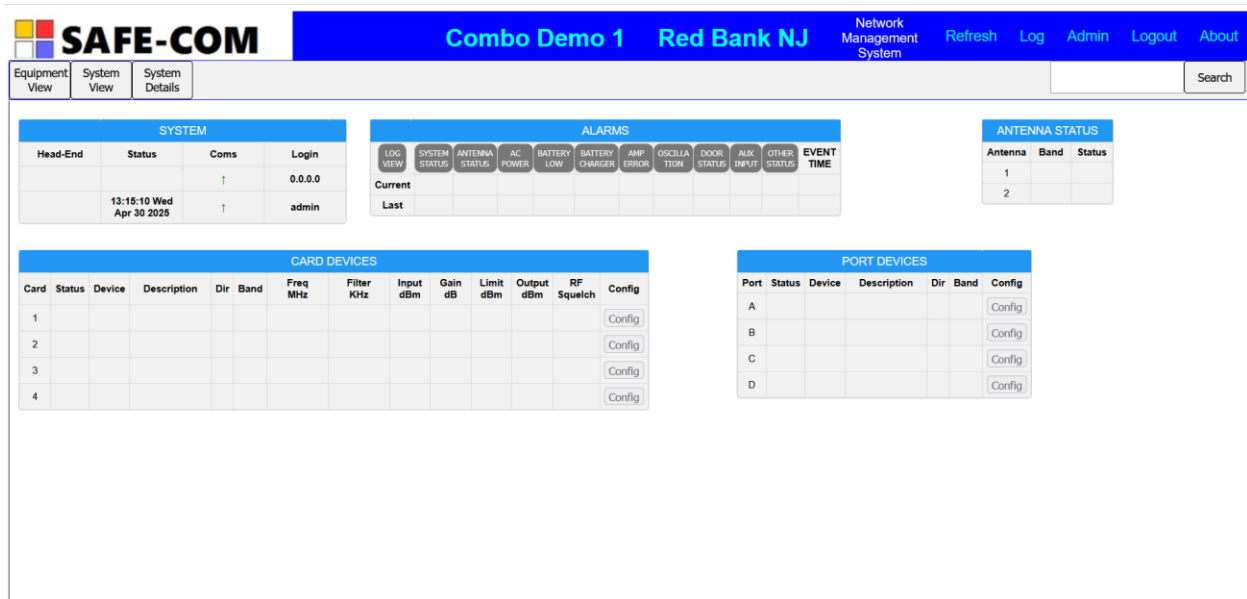 SAFE-COM
Combo Demo 1 Red Bank NJ
Network
Management
System
Refresh Log Admin Logout About
Equipment
View
System
View
System
Details
Search
SYSTEM
Head-End Status Coms Login
↑ 0.0.0.0
13:15:10 Wed
Apr 30 2025
↑ admin
ALARMS
LOG
VIEW
SYSTEM
STATUS
ANTENNA
STATUS
AC
POWER
BATTERY
LOW
BATTERY
CHARGER
AMP
ERROR
OSCILLA
TION
DOOR
STATUS
AUX
INPUT
OTHER
STATUS
EVENT
TIME
Current
Last
ANTENNA STATUS
Antenna Band Status
1
2
CARD DEVICES
Card Status Device Description Dir Band
Freq
MHz
Filter
KHz
Input
dBm
Gain
dB
Limit
dBm
Output
dBm
RF
Squelch
Config
1 Config
2 Config
3 Config
4 Config
PORT DEVICES
Port Status Device Description Dir Band Config
A Config
B Config
C Config
D Config